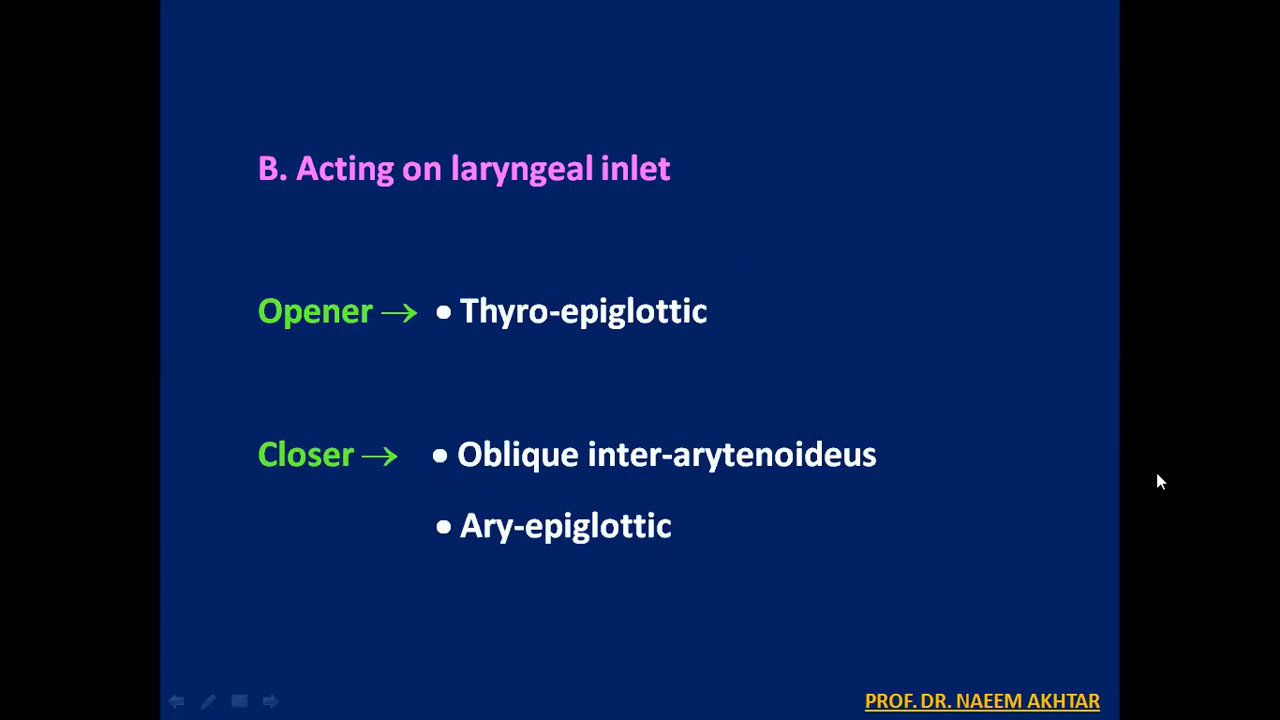 B. Acting on laryngeal inlet
Opener → • Thyro-epiglottic
Closer → • Oblique inter-arytenoideus
• Ary-epiglottic
PROF. DR. NAEEM AKHTAR